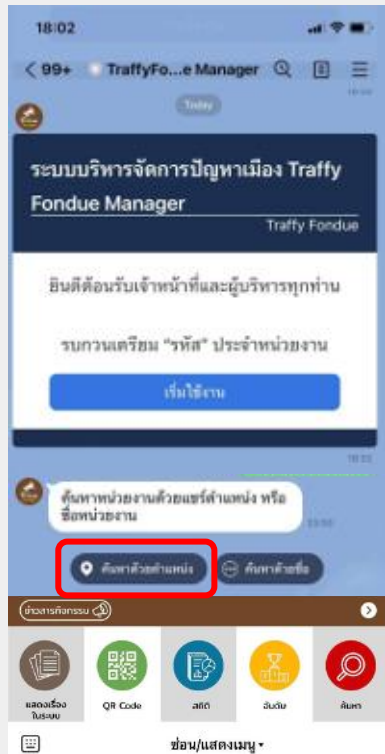 18:02
99+ TraffyFo...e Manager
Today
ระบบบริหารจัดการปัญหาเมือง Traffy
Fondue Manager
Traffy Fondue
ยินดีต้อนรับเจ้าหน้าที่และผู้บริหารทุกท่าน
รบกวนเตรียม "รหัส" ประจำหน่วยงาน
เริ่มใช้งาน
ค้นหาหน่วยงานด้วยแชร์ตำแหน่ง หรือ
ชื่อหน่วยงาน
ค้นหาด้วยตำแหน่ง ค้นหาด้วยชื่อ
ข่าวสารกิจกรรม
แสดงเรื่อง QR Code สถิติ อันดับ ค้นหา
ในระบบ
ซ่อน/แสดงเมนู